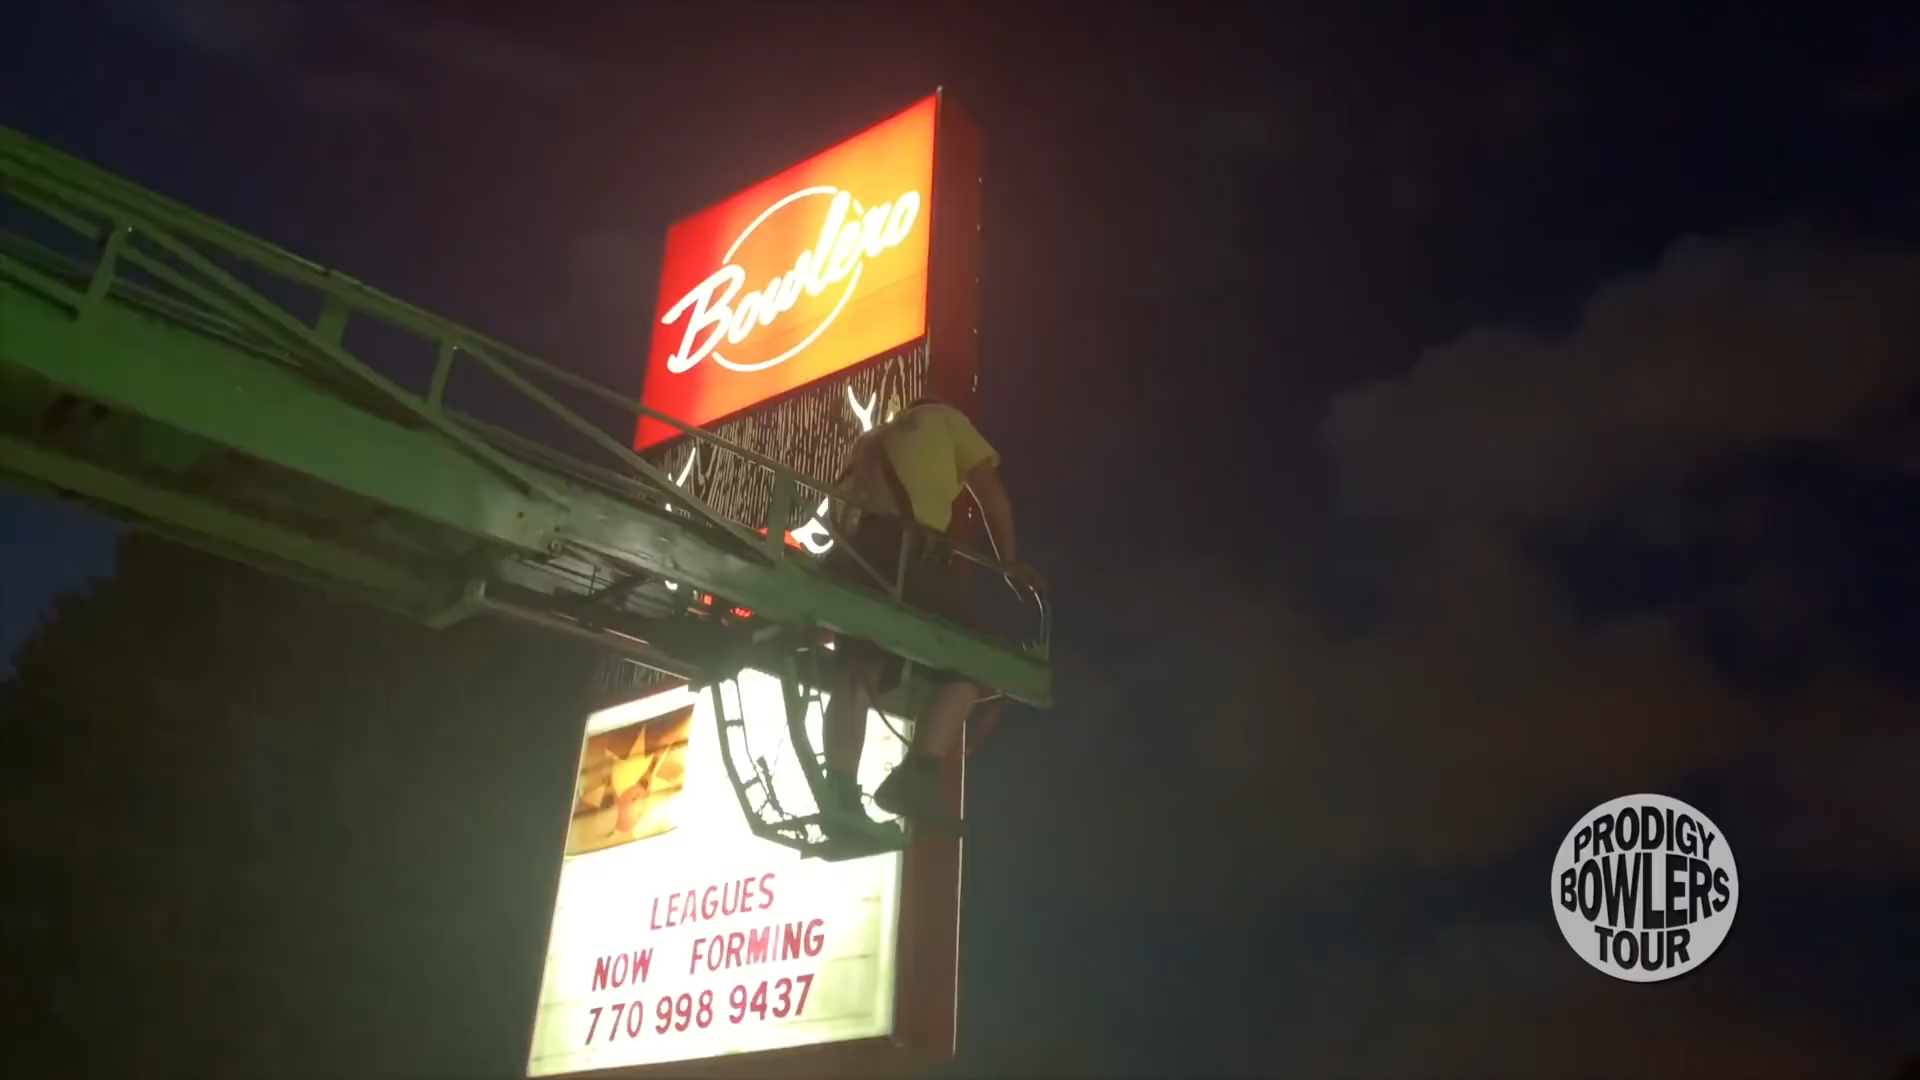 Bowlero
LEAGUES
NOW FORMING
770 998 9437
PRODIGY
BOWLERS
TOUR